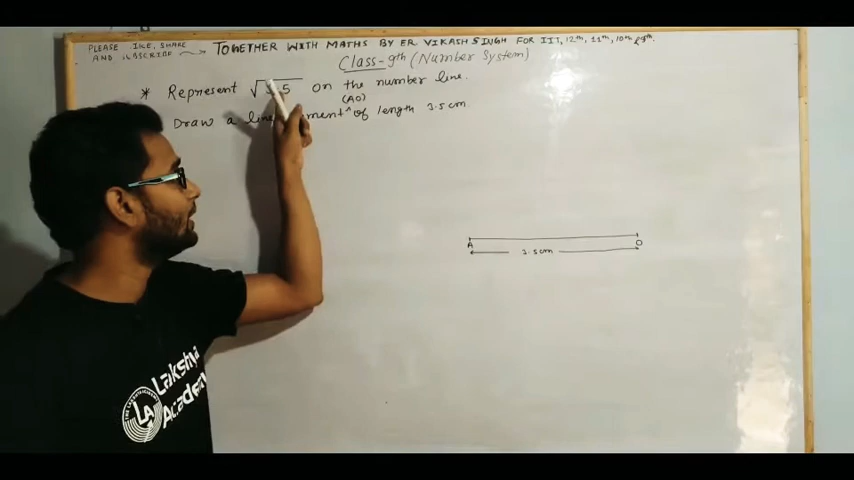 PLEASE LIKE, SHARE
AND SUBSCRIBE → TOGETHER WITH MATHS BY ER VIKASH SINGH FOR IIT, 12th, 11th, 10th & 9th.
Class-9th (Number System)
* Represent √ .5 on the number line.
(AO)
Draw a line ment ^ of length 3.5 cm.
A O
3.5cm
Lakshya
Academy
LA